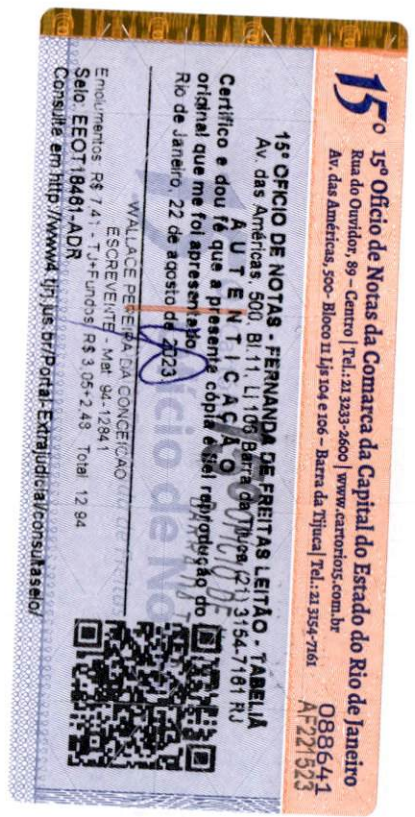 15º 15º Ofício de Notas da Comarca da Capital do Estado do Rio de Janeiro
Rua do Ouvidor, 89 - Centro | Tel.: 21 3233-2600 | www.cartorio15.com.br
Av. das Américas, 500- Bloco 11 Ljs 104 e 106 - Barra da Tijuca | Tel.: 21 3154-7161
088641
AF221523
15º OFICIO DE NOTAS - FERNANDA DE FREITAS LEITÃO - TABELIÃ
Av. das Américas, 500. Bl.11, Lj 106 Barra da Tijuca (21) 3154-7161 RJ
AUTENTICAÇÃO
Certifico e dou fé que a presente cópia é fiel reprodução do
original que me foi apresentado
Rio de Janeiro, 22 de agosto de 2023
WALLACE PEREIRA DA CONCEICAO
ESCREVENTE - Mat 94-12841
Emolumentos: R$ 7,41 - TJ+Fundos R$ 3,05+2,48 Total 12,94
Selo: EEOT18461-ADR
Consulte em http://www4.tjrj.jus.br/Portal-Extrajudicial/consultaselo/